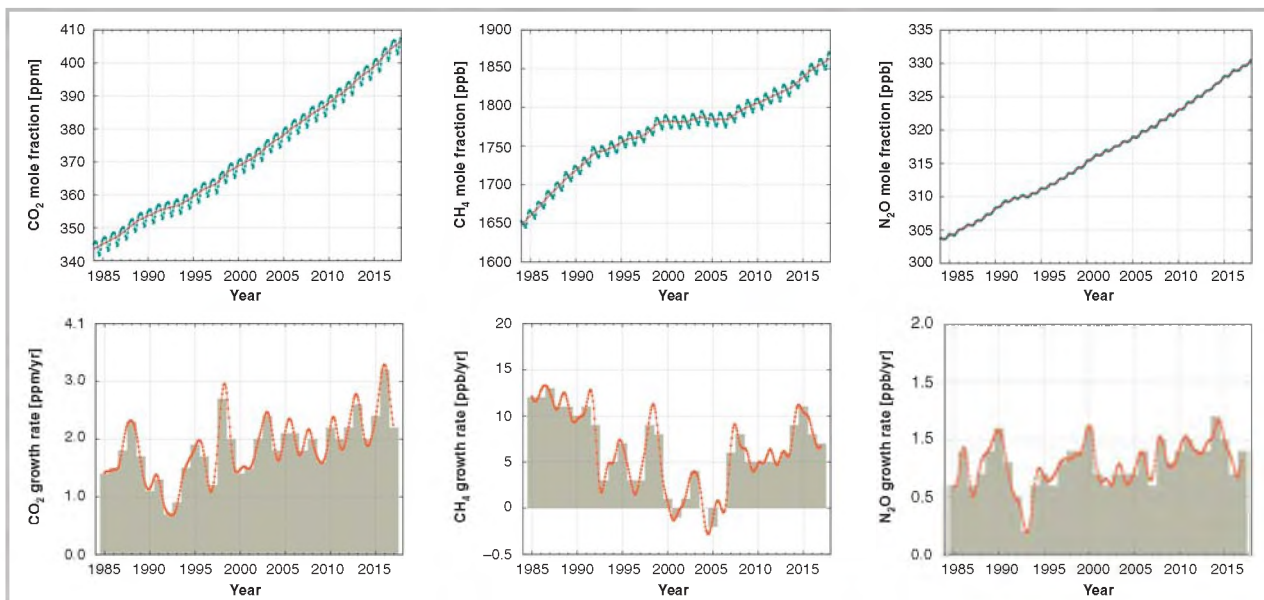 CO2 mole fraction [ppm]
410
400
390
380
370
360
350
340
1985 1990 1995 2000 2005 2010 2015
Year
CH4 mole fraction [ppb]
1900
1850
1800
1750
1700
1650
1600
1985 1990 1995 2000 2005 2010 2015
Year
N2O mole fraction [ppb]
335
330
325
320
315
310
305
300
1985 1990 1995 2000 2005 2010 2015
Year
CO2 growth rate [ppm/yr]
4.1
3.0
2.0
1.0
0.0
1985 1990 1995 2000 2005 2010 2015
Year
CH4 growth rate [ppb/yr]
20
15
10
5
0
–0.5
1985 1990 1995 2000 2005 2010 2015
Year
N2O growth rate [ppb/yr]
2.0
1.5
1.5
0.5
0.0
1985 1990 1995 2000 2005 2010 2015
Year